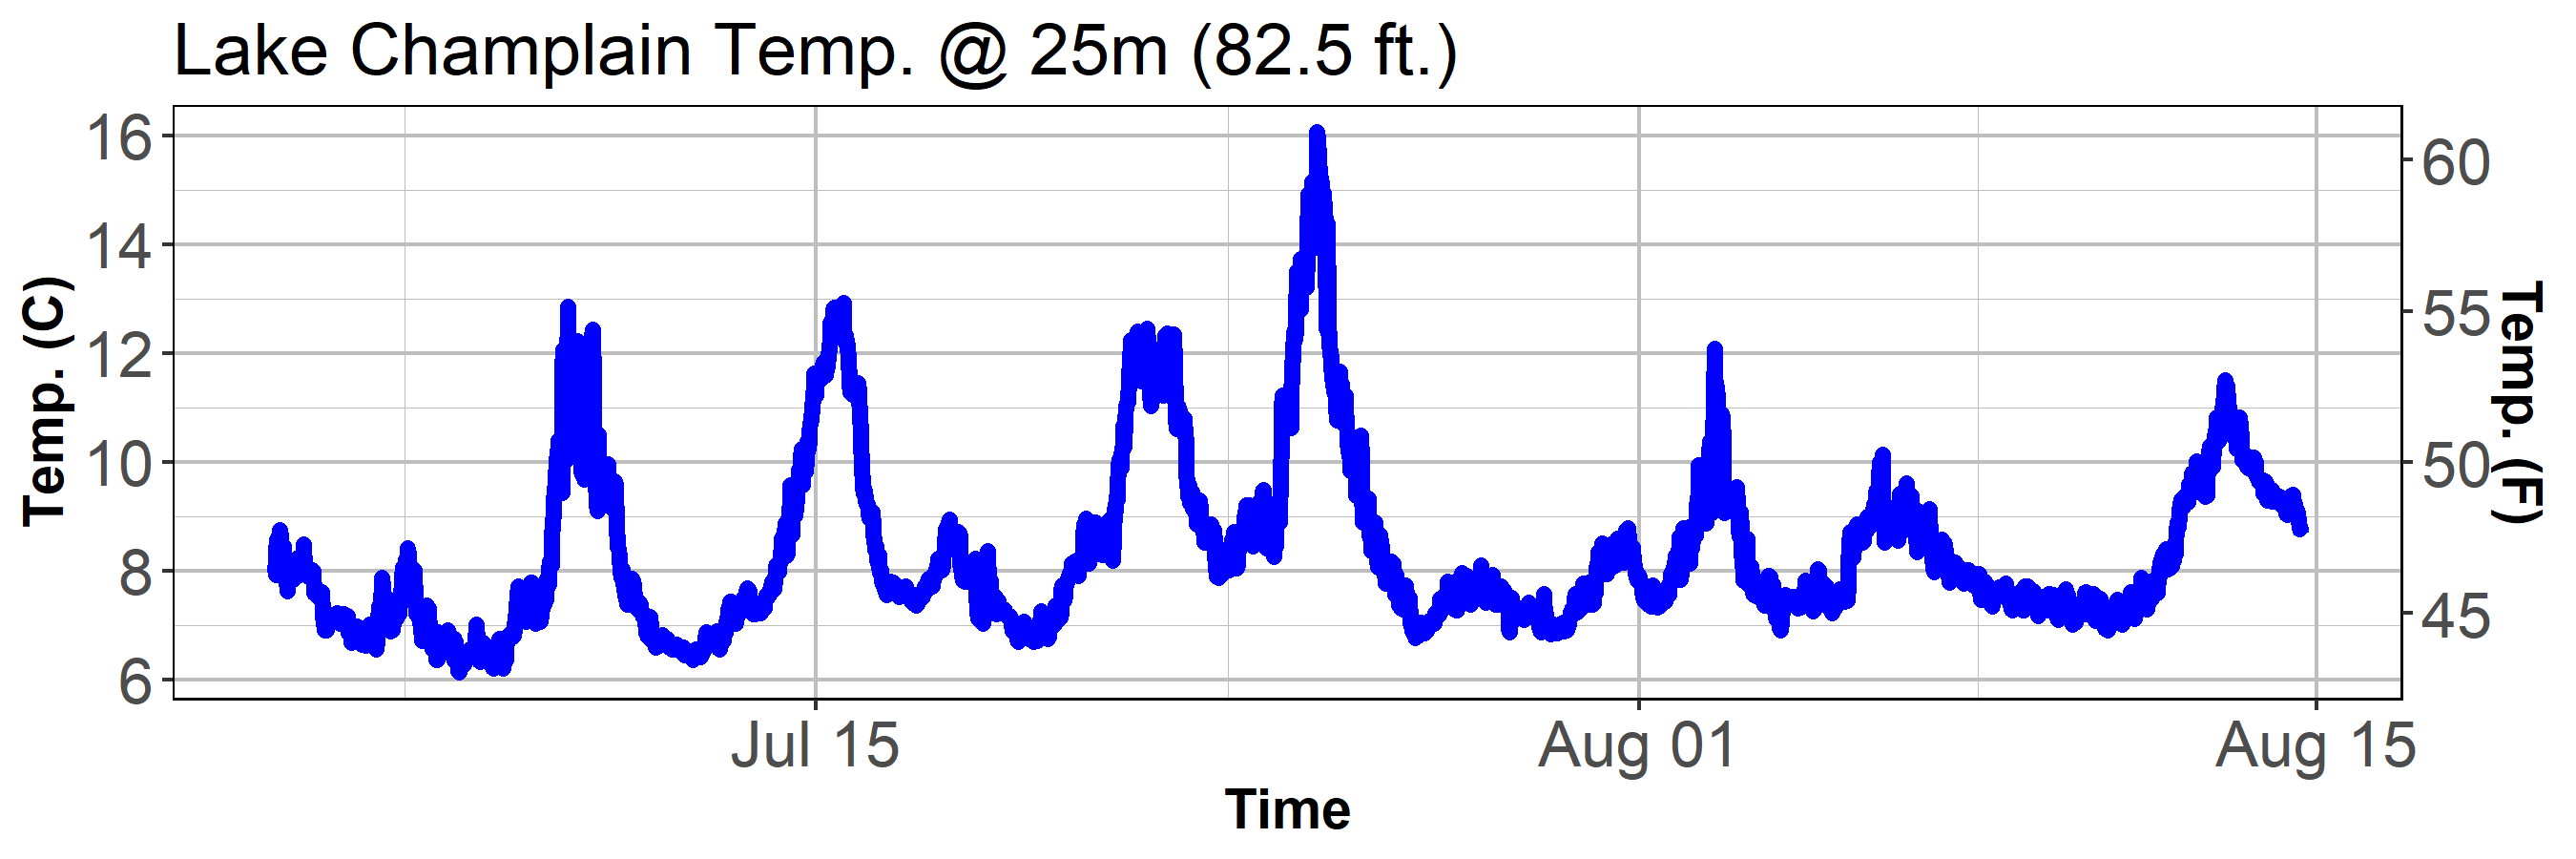 Lake Champlain Temp. @ 25m (82.5 ft.)
16
14
12
10
8
6
Temp. (C)
60
55
50
45
Temp. (F)
Jul 15
Aug 01
Aug 15
Time